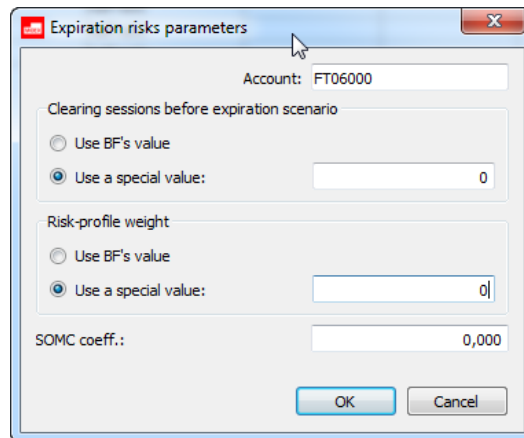 Expiration risks parameters
Account: FT06000
Clearing sessions before expiration scenario
Use BF's value
Use a special value: 0
Risk-profile weight
Use BF's value
Use a special value: 0
SOMC coeff.: 0,000
OK Cancel